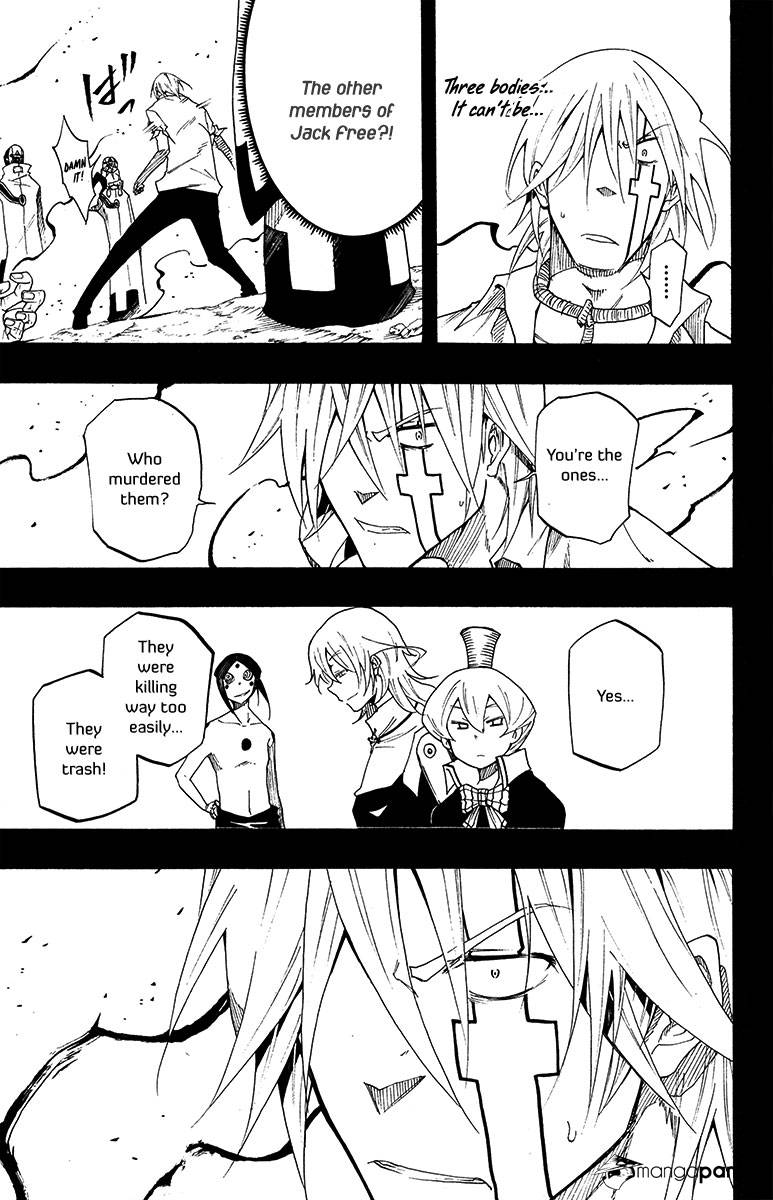 Three bodies...
It can't be...
......
The other
members of
Jack Free?!
ばっ
DAMN
IT!
You're the
ones...
Who
murdered
them?
Yes...
They
were
killing
way too
easily...
They
were
trash!